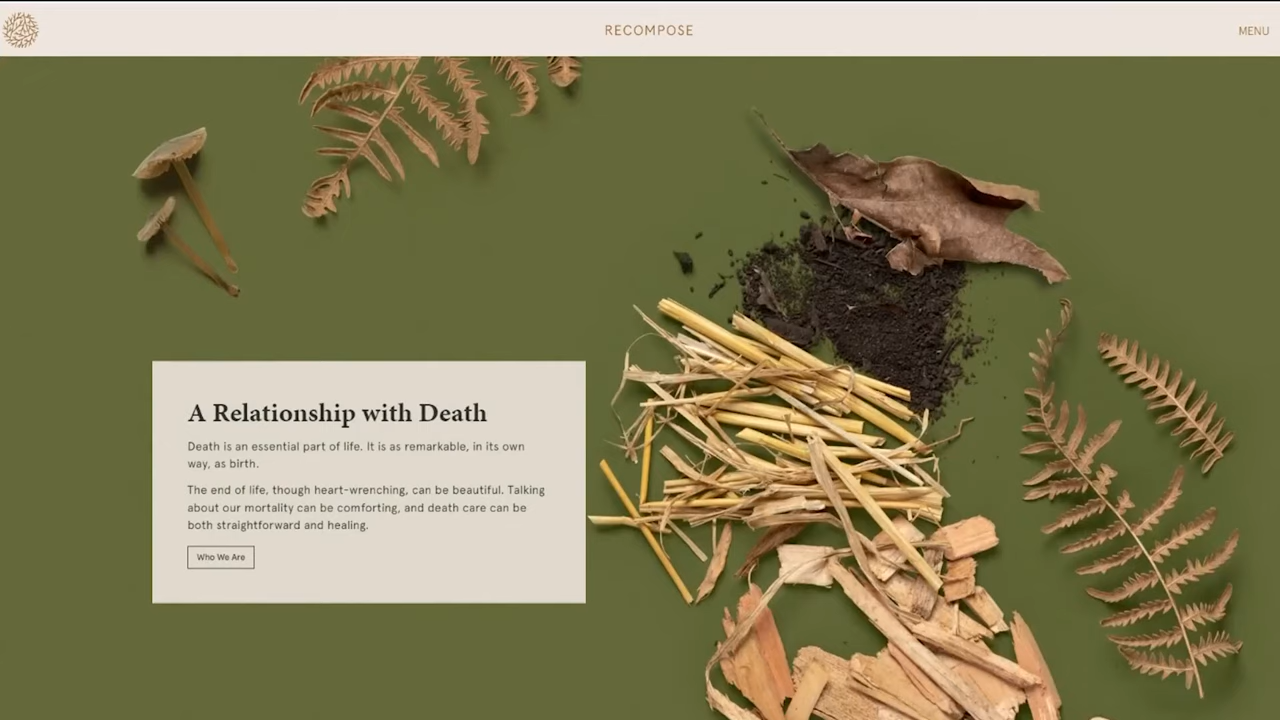 RECOMPOSE
MENU
A Relationship with Death
Death is an essential part of life. It is as remarkable, in its own
way, as birth.
The end of life, though heart-wrenching, can be beautiful. Talking
about our mortality can be comforting, and death care can be
both straightforward and healing.
Who We Are